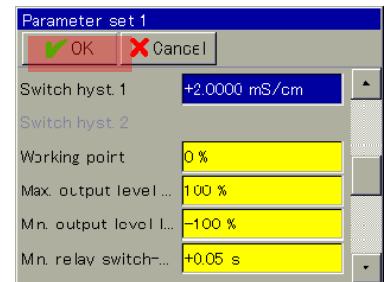 Parameter set 1
OK Cancel
Switch hyst. 1 +2.0000 mS/cm
Switch hyst. 2
Working point 0 %
Max. output level ... 100 %
Min. output level l... -100 %
Min. relay switch-... +0.05 s